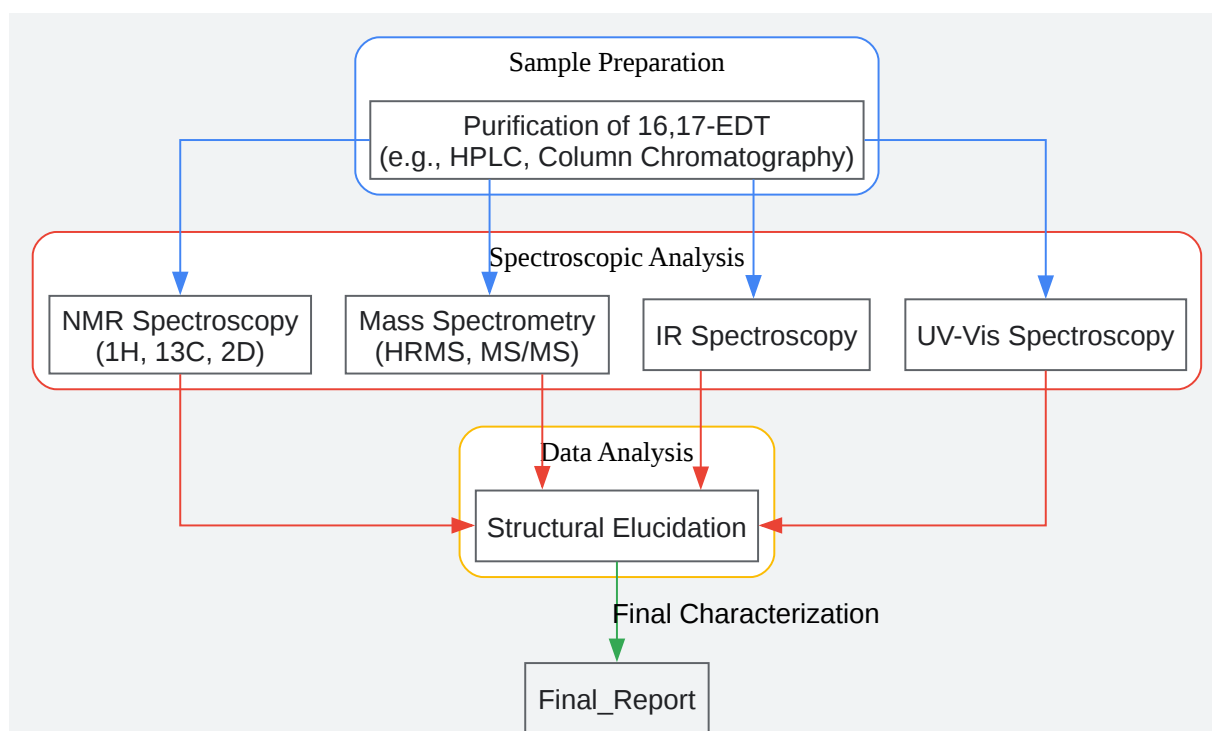 Sample Preparation
Purification of 16,17-EDT
(e.g., HPLC, Column Chromatography)
Spectroscopic Analysis
NMR Spectroscopy
(1H, 13C, 2D)
Mass Spectrometry
(HRMS, MS/MS)
IR Spectroscopy
UV-Vis Spectroscopy
Data Analysis
Structural Elucidation
Final Characterization
Final_Report